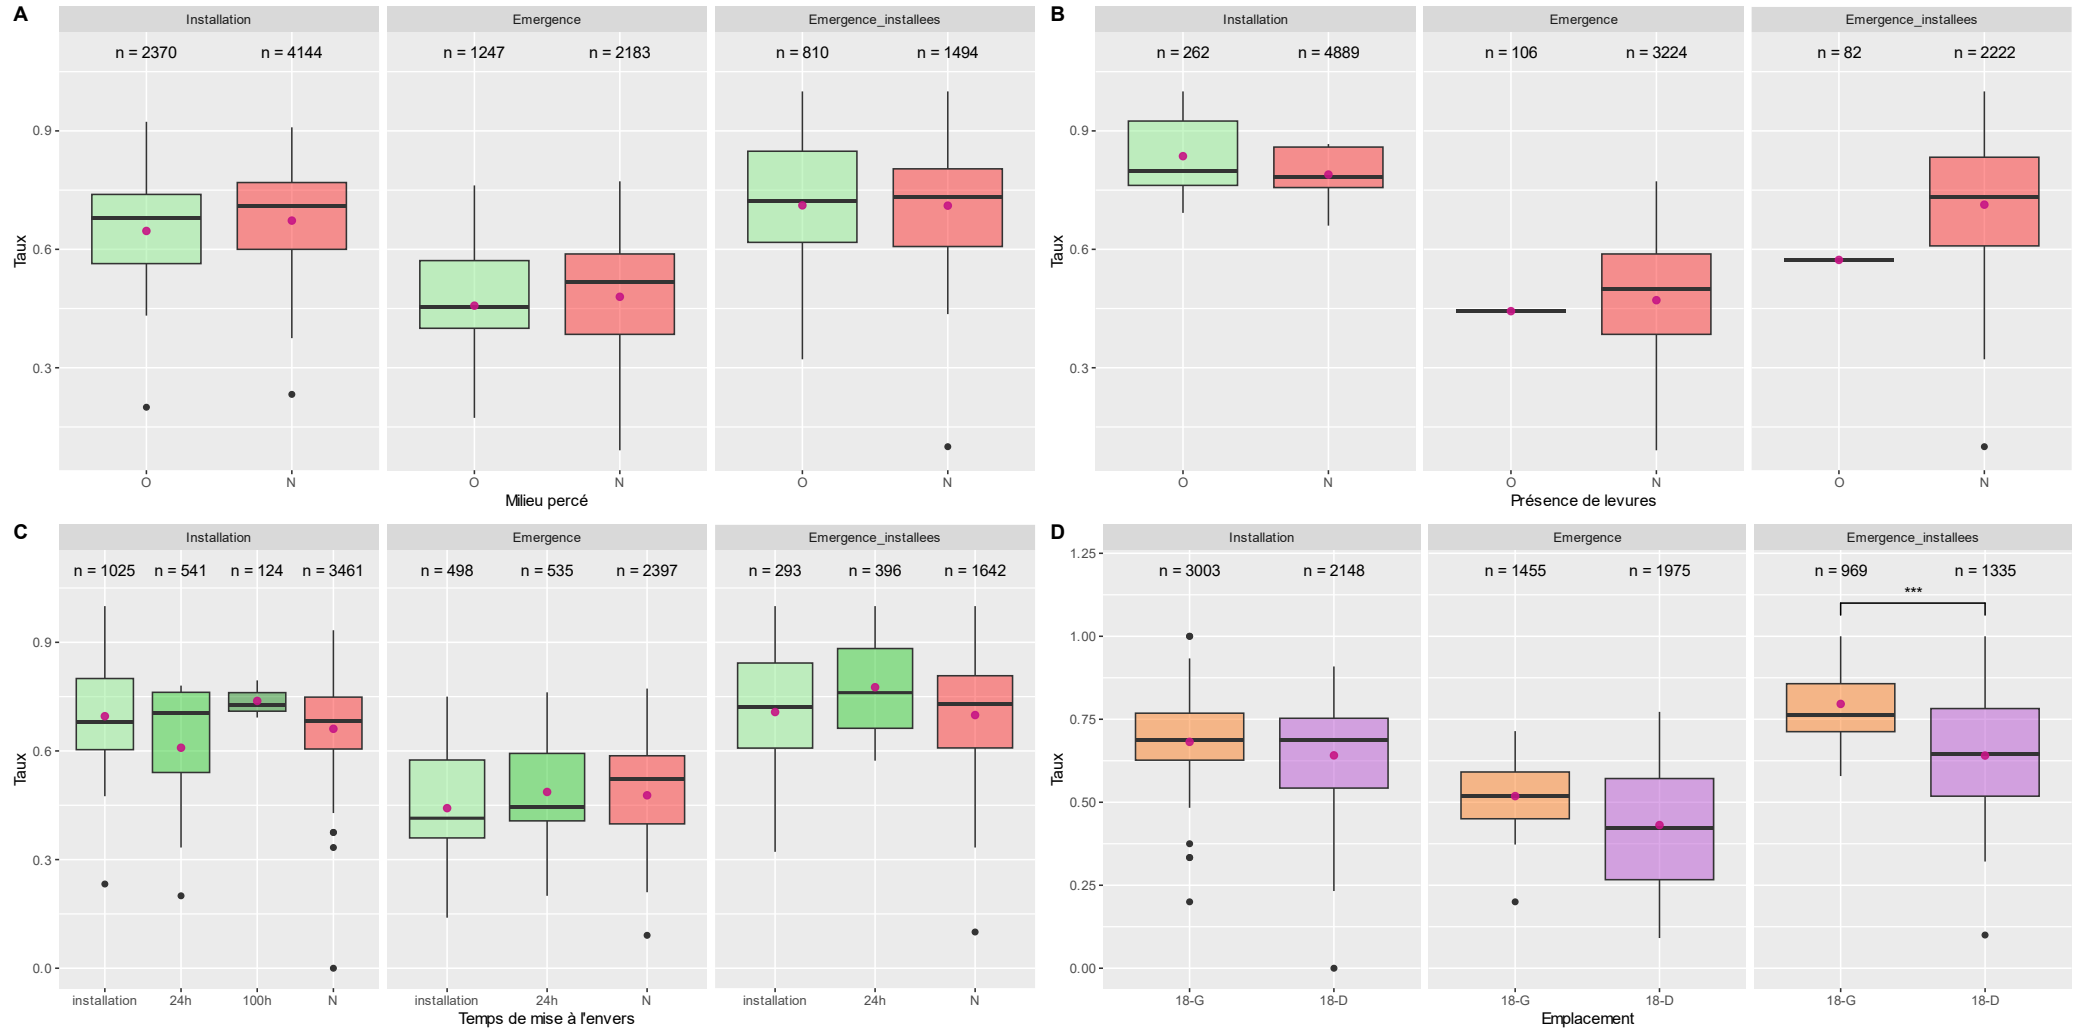 A
Installation Emergence Emergence_installees
n = 2370 n = 4144 n = 1247 n = 2183 n = 810 n = 1494
Taux
0.9
0.6
0.3
O N O N O N
Milieu percé
B
Installation Emergence Emergence_installees
n = 262 n = 4889 n = 106 n = 3224 n = 82 n = 2222
Taux
0.9
0.6
0.3
O N O N O N
Présence de levures
C
Installation Emergence Emergence_installees
n = 1025 n = 541 n = 124 n = 3461 n = 498 n = 535 n = 2397 n = 293 n = 396 n = 1642
Taux
0.9
0.6
0.3
0.0
installation 24h 100h N installation 24h N installation 24h N
Temps de mise à l'envers
D
Installation Emergence Emergence_installees
1.25
n = 3003 n = 2148 n = 1455 n = 1975 n = 969 n = 1335
***
Taux
1.00
0.75
0.50
0.25
0.00
18-G 18-D 18-G 18-D 18-G 18-D
Emplacement